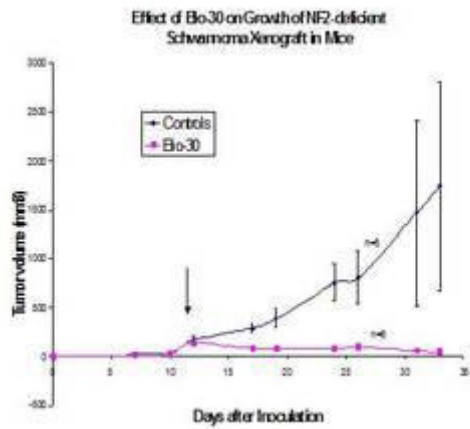 Effect of Bio-30 on Growth of NF2-deficient
Schwannoma Xenograft in Mice
3000
2500
2000
1500
1000
500
0
-500
Tumor volume (mm3)
Controls
Bio-30
0
5
10
15
20
25
30
35
Days after Inoculation